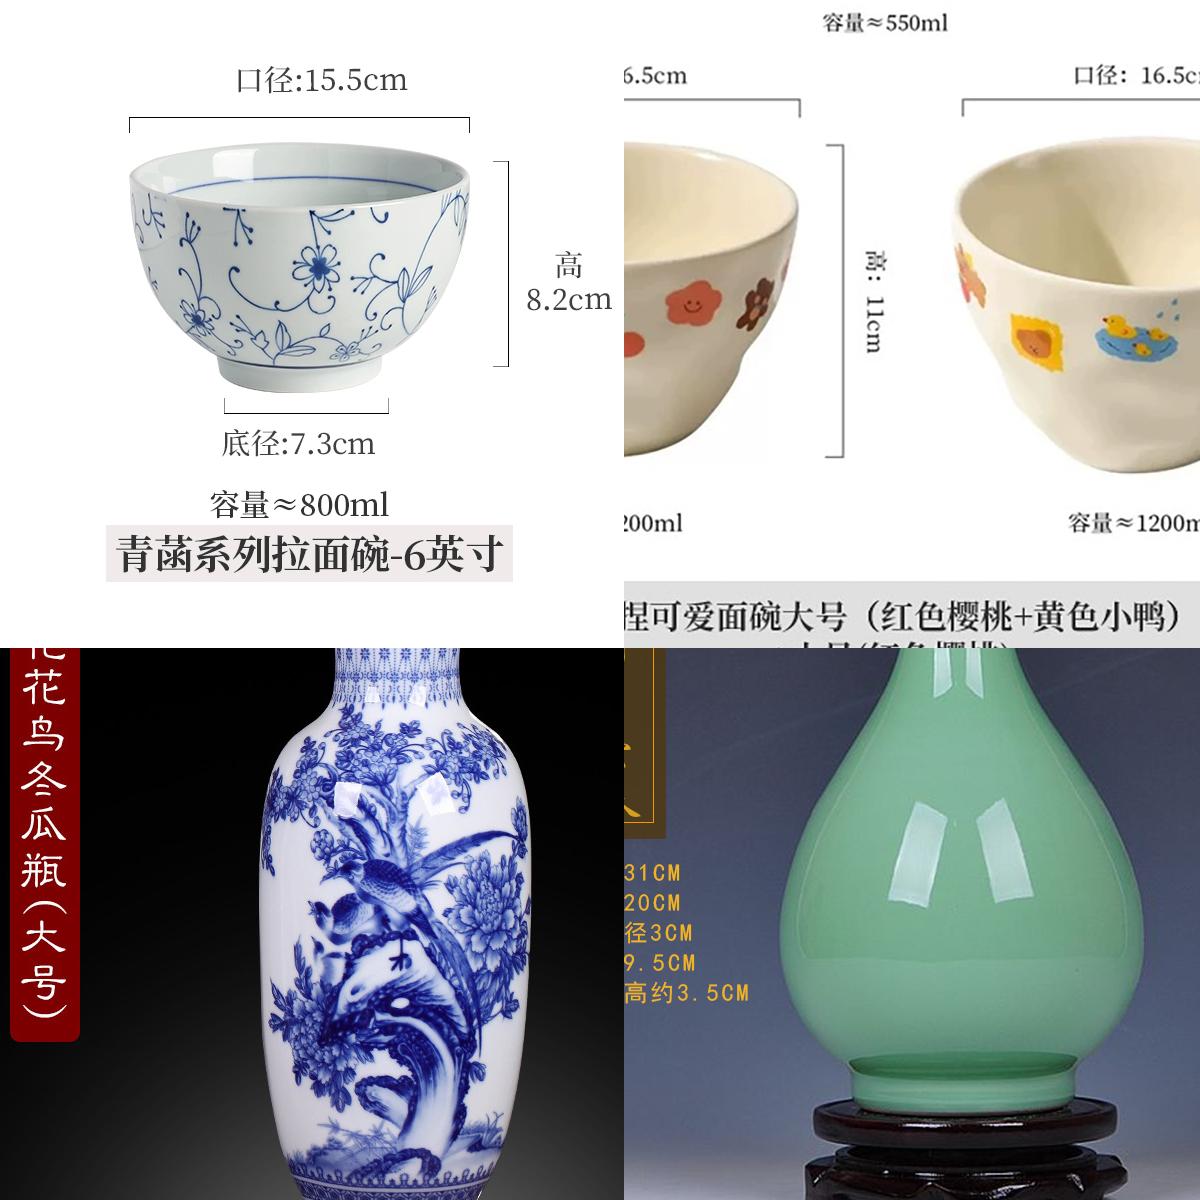 口径:15.5cm
高
8.2cm
底径:7.3cm
容量≈800ml
青菡系列拉面碗-6英寸
容量≈550ml
6.5cm
口径：16.5c
高：11cm
200ml
容量≈1200m
捏可爱面碗大号（红色樱桃+黄色小鸭）
花鸟冬瓜瓶(大号)
31CM
20CM
径3CM
9.5CM
高约3.5CM